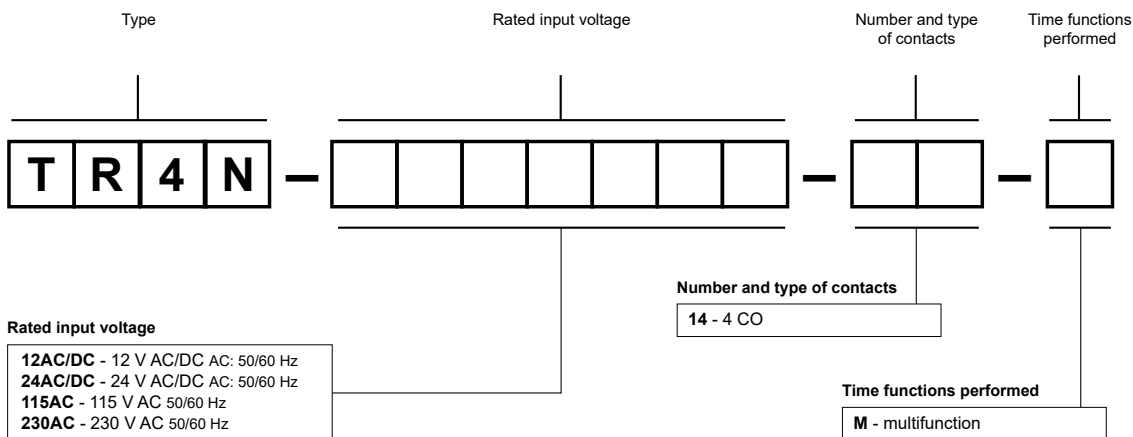 Type
Rated input voltage
Number and type
of contacts
Time functions
performed
T R 4 N – – –
Number and type of contacts
14 - 4 CO
Rated input voltage
12AC/DC - 12 V AC/DC AC: 50/60 Hz
24AC/DC - 24 V AC/DC AC: 50/60 Hz
115AC - 115 V AC 50/60 Hz
230AC - 230 V AC 50/60 Hz
Time functions performed
M - multifunction